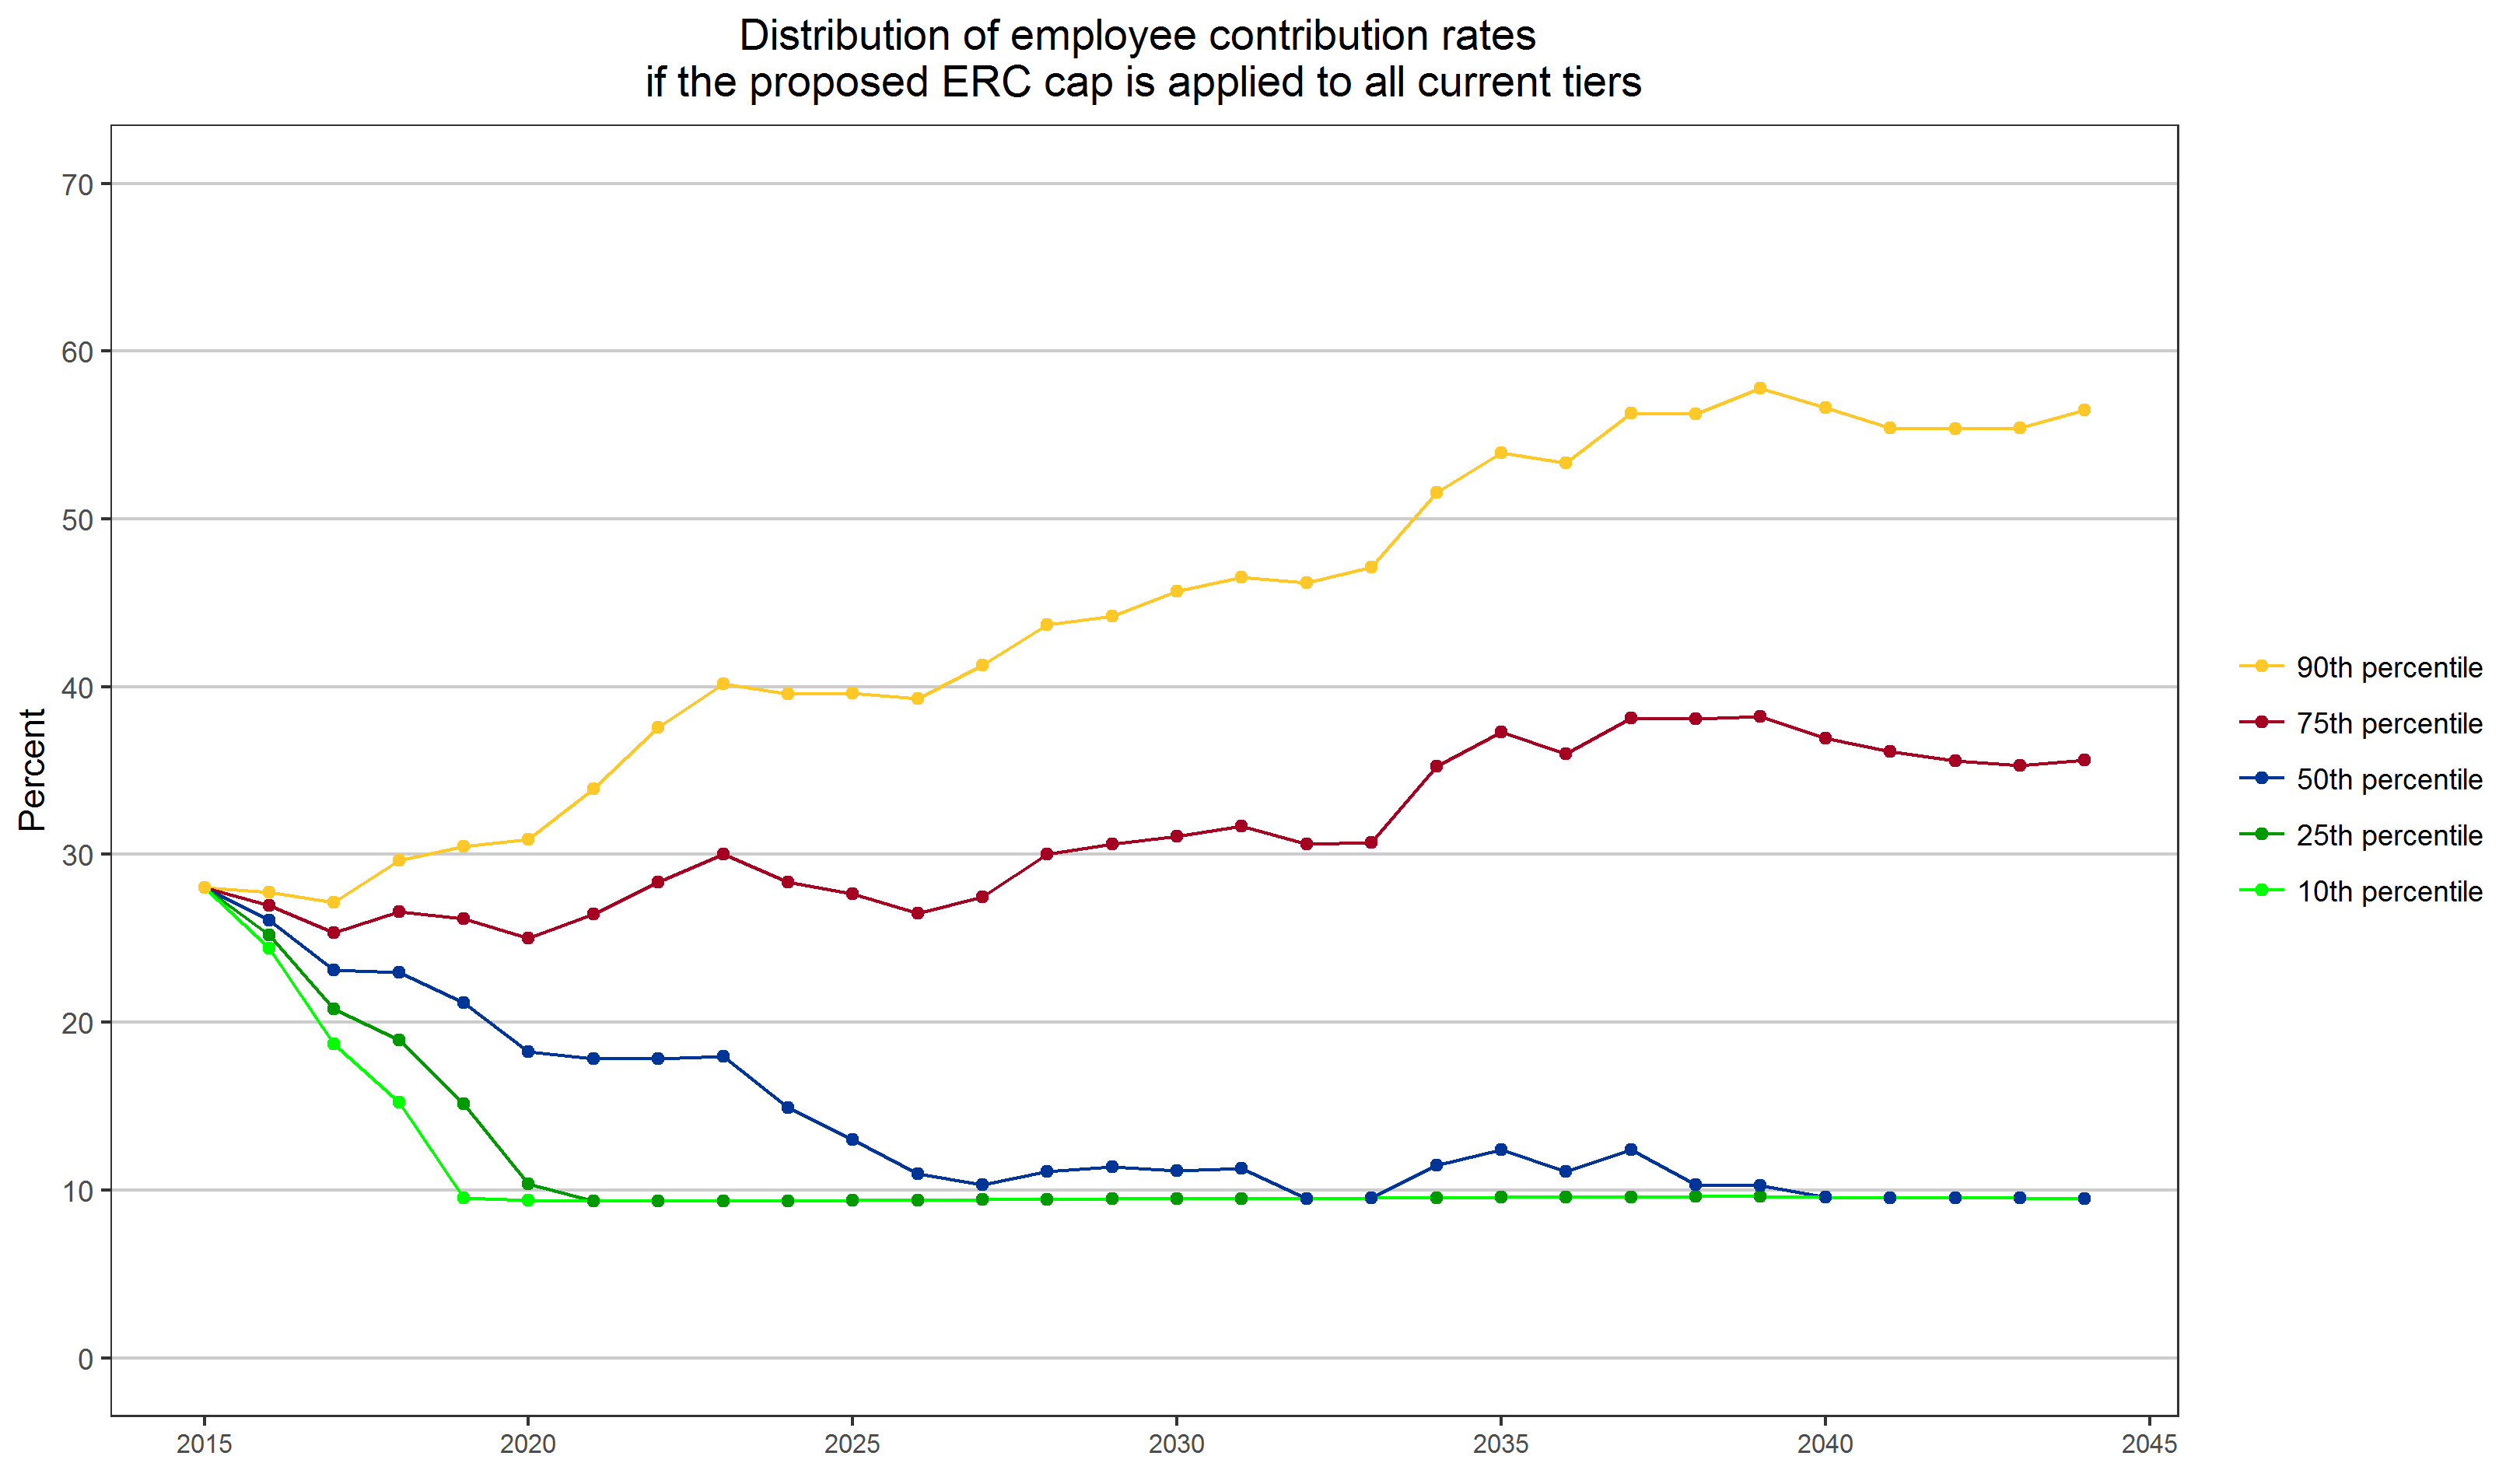 Distribution of employee contribution rates
if the proposed ERC cap is applied to all current tiers
Percent
70
60
50
40
30
20
10
0
2015
2020
2025
2030
2035
2040
2045
90th percentile
75th percentile
50th percentile
25th percentile
10th percentile